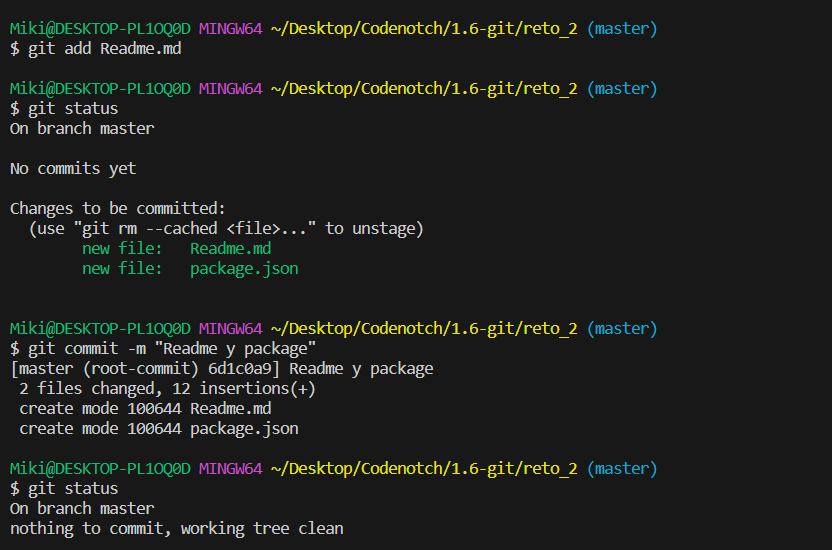 Miki@DESKTOP-PL1OQ0D MINGW64 ~/Desktop/Codenotch/1.6-git/reto_2 (master)
$ git add Readme.md
Miki@DESKTOP-PL1OQ0D MINGW64 ~/Desktop/Codenotch/1.6-git/reto_2 (master)
$ git status
On branch master
No commits yet
Changes to be committed:
(use "git rm --cached <file>..." to unstage)
new file: Readme.md
new file: package.json
Miki@DESKTOP-PL1OQ0D MINGW64 ~/Desktop/Codenotch/1.6-git/reto_2 (master)
$ git commit -m "Readme y package"
[master (root-commit) 6d1c0a9] Readme y package
2 files changed, 12 insertions(+)
create mode 100644 Readme.md
create mode 100644 package.json
Miki@DESKTOP-PL1OQ0D MINGW64 ~/Desktop/Codenotch/1.6-git/reto_2 (master)
$ git status
On branch master
nothing to commit, working tree clean